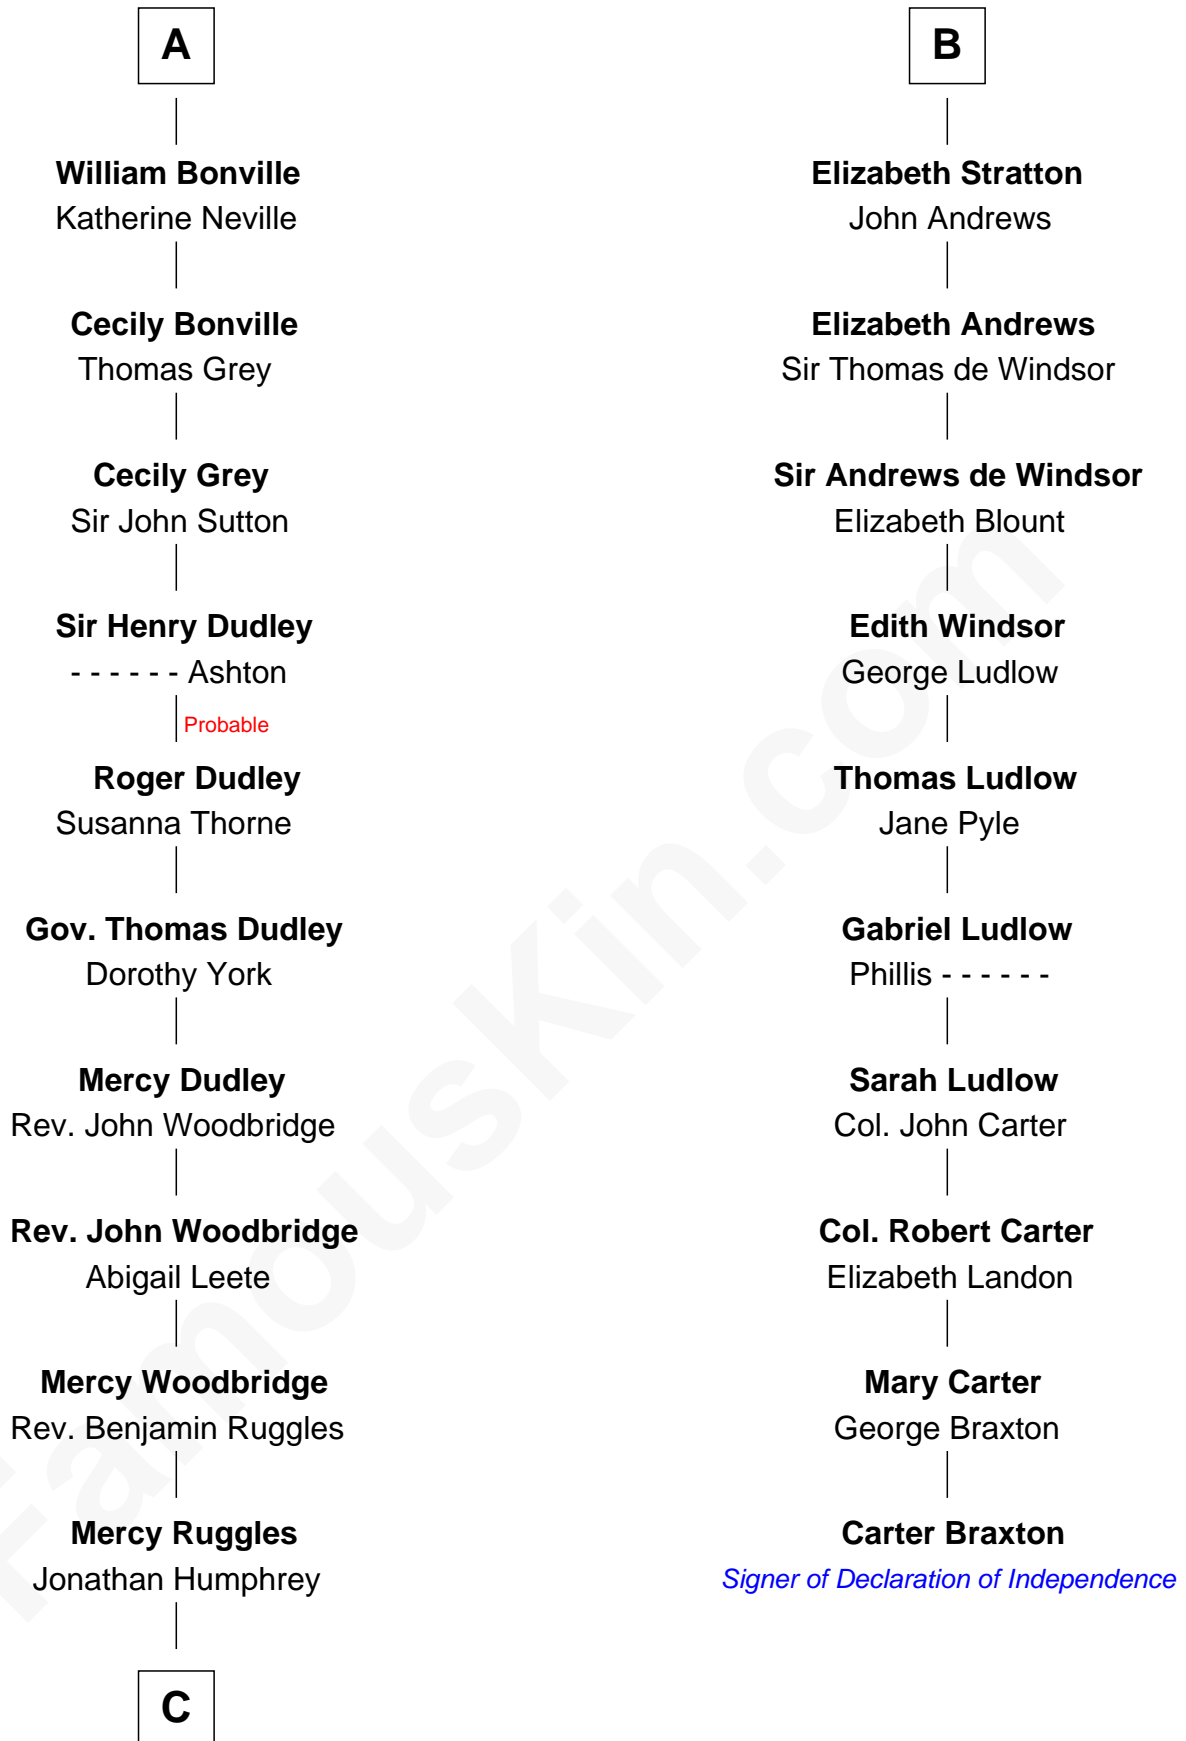 A
William Bonville
Katherine Neville
Cecily Bonville
Thomas Grey
Cecily Grey
Sir John Sutton
Sir Henry Dudley
- - - - - - Ashton
Probable
Roger Dudley
Susanna Thorne
Gov. Thomas Dudley
Dorothy York
Mercy Dudley
Rev. John Woodbridge
Rev. John Woodbridge
Abigail Leete
Mercy Woodbridge
Rev. Benjamin Ruggles
Mercy Ruggles
Jonathan Humphrey
C
B
Elizabeth Stratton
John Andrews
Elizabeth Andrews
Sir Thomas de Windsor
Sir Andrews de Windsor
Elizabeth Blount
Edith Windsor
George Ludlow
Thomas Ludlow
Jane Pyle
Gabriel Ludlow
Phillis - - - - - -
Sarah Ludlow
Col. John Carter
Col. Robert Carter
Elizabeth Landon
Mary Carter
George Braxton
Carter Braxton
Signer of Declaration of Independence
FamousKin.com